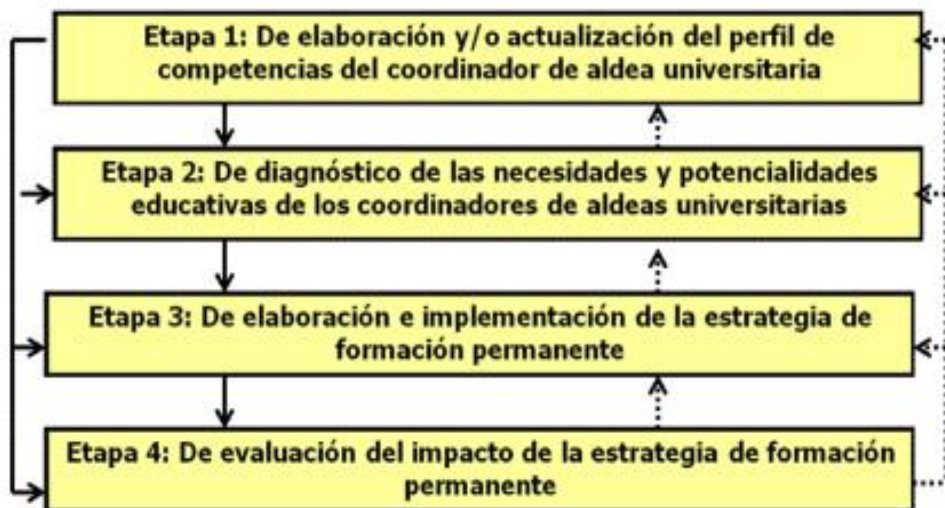 Etapa 1: De elaboración y/o actualización del perfil de
competencias del coordinador de aldea universitaria
Etapa 2: De diagnóstico de las necesidades y potencialidades
educativas de los coordinadores de aldeas universitarias
Etapa 3: De elaboración e implementación de la estrategia de
formación permanente
Etapa 4: De evaluación del impacto de la estrategia de formación
permanente